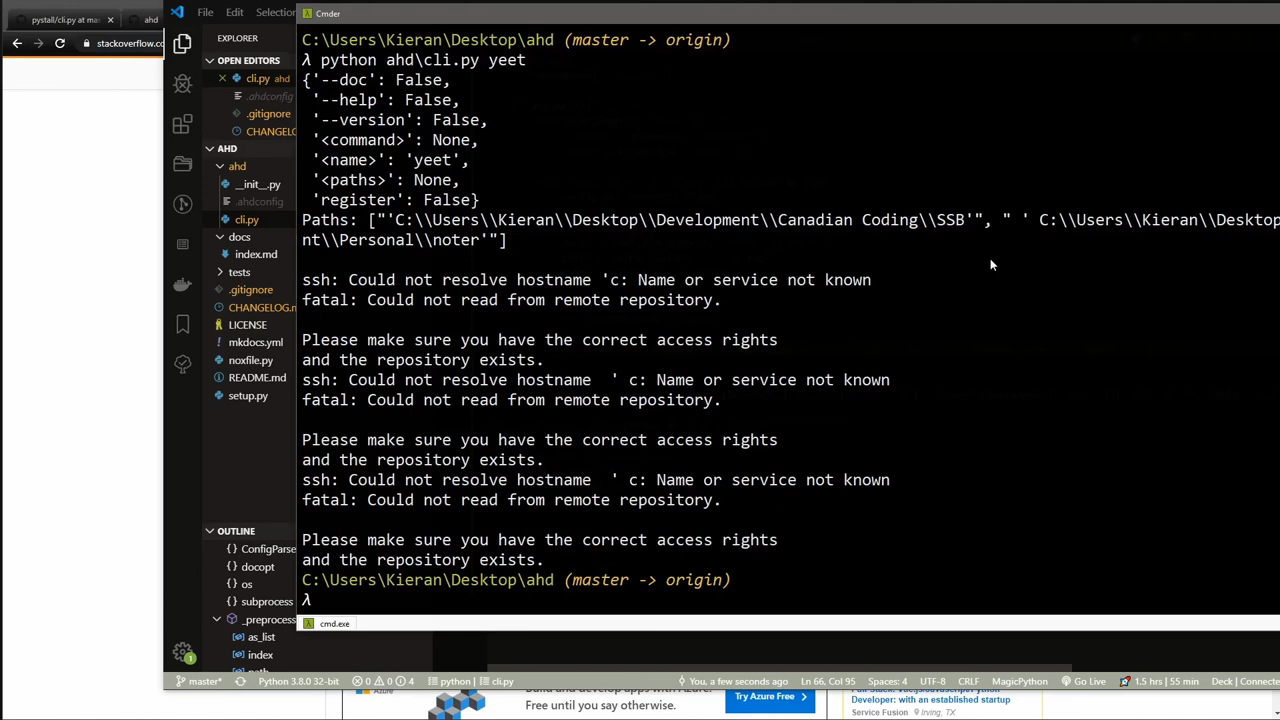 pystall/cli.py at ma
ahd
stackoverflow.co
File Edit Selection
Cmder
EXPLORER
OPEN EDITORS
cli.py ahd
.ahdconfig
.gitignore
CHANGELOG
AHD
ahd
__init__.py
.ahdconfig
cli.py
docs
index.md
tests
.gitignore
CHANGELOG.m
LICENSE
mkdocs.yml
noxfile.py
README.md
setup.py
OUTLINE
ConfigParse
docopt
os
subprocess
_preprocess
as_list
index
path
C:\Users\Kieran\Desktop\ahd (master -> origin)
λ python ahd\cli.py yeet
{'--doc': False,
'--help': False,
'--version': False,
'<command>': None,
'<name>': 'yeet',
'<paths>': None,
'register': False}
Paths: ["'C:\\Users\\Kieran\\Desktop\\Development\\Canadian Coding\\SSB'", " ' C:\\Users\\Kieran\\Desktop
nt\\Personal\\noter'"]
ssh: Could not resolve hostname 'c: Name or service not known
fatal: Could not read from remote repository.
Please make sure you have the correct access rights
and the repository exists.
ssh: Could not resolve hostname  ' c: Name or service not known
fatal: Could not read from remote repository.
Please make sure you have the correct access rights
and the repository exists.
ssh: Could not resolve hostname  ' c: Name or service not known
fatal: Could not read from remote repository.
Please make sure you have the correct access rights
and the repository exists.
C:\Users\Kieran\Desktop\ahd (master -> origin)
λ
cmd.exe
1
master* Python 3.8.0 32-bit 0 0 4 python | cli.py You, a few seconds ago Ln 66, Col 95 Spaces: 4 UTF-8 CRLF MagicPython Go Live 1.5 hrs | 55 min Deck | Connecte
Build and develop apps with Azure.
Free until you say otherwise.
Try Azure Free
Developer: with an established startup
Service Fusion Irving, TX